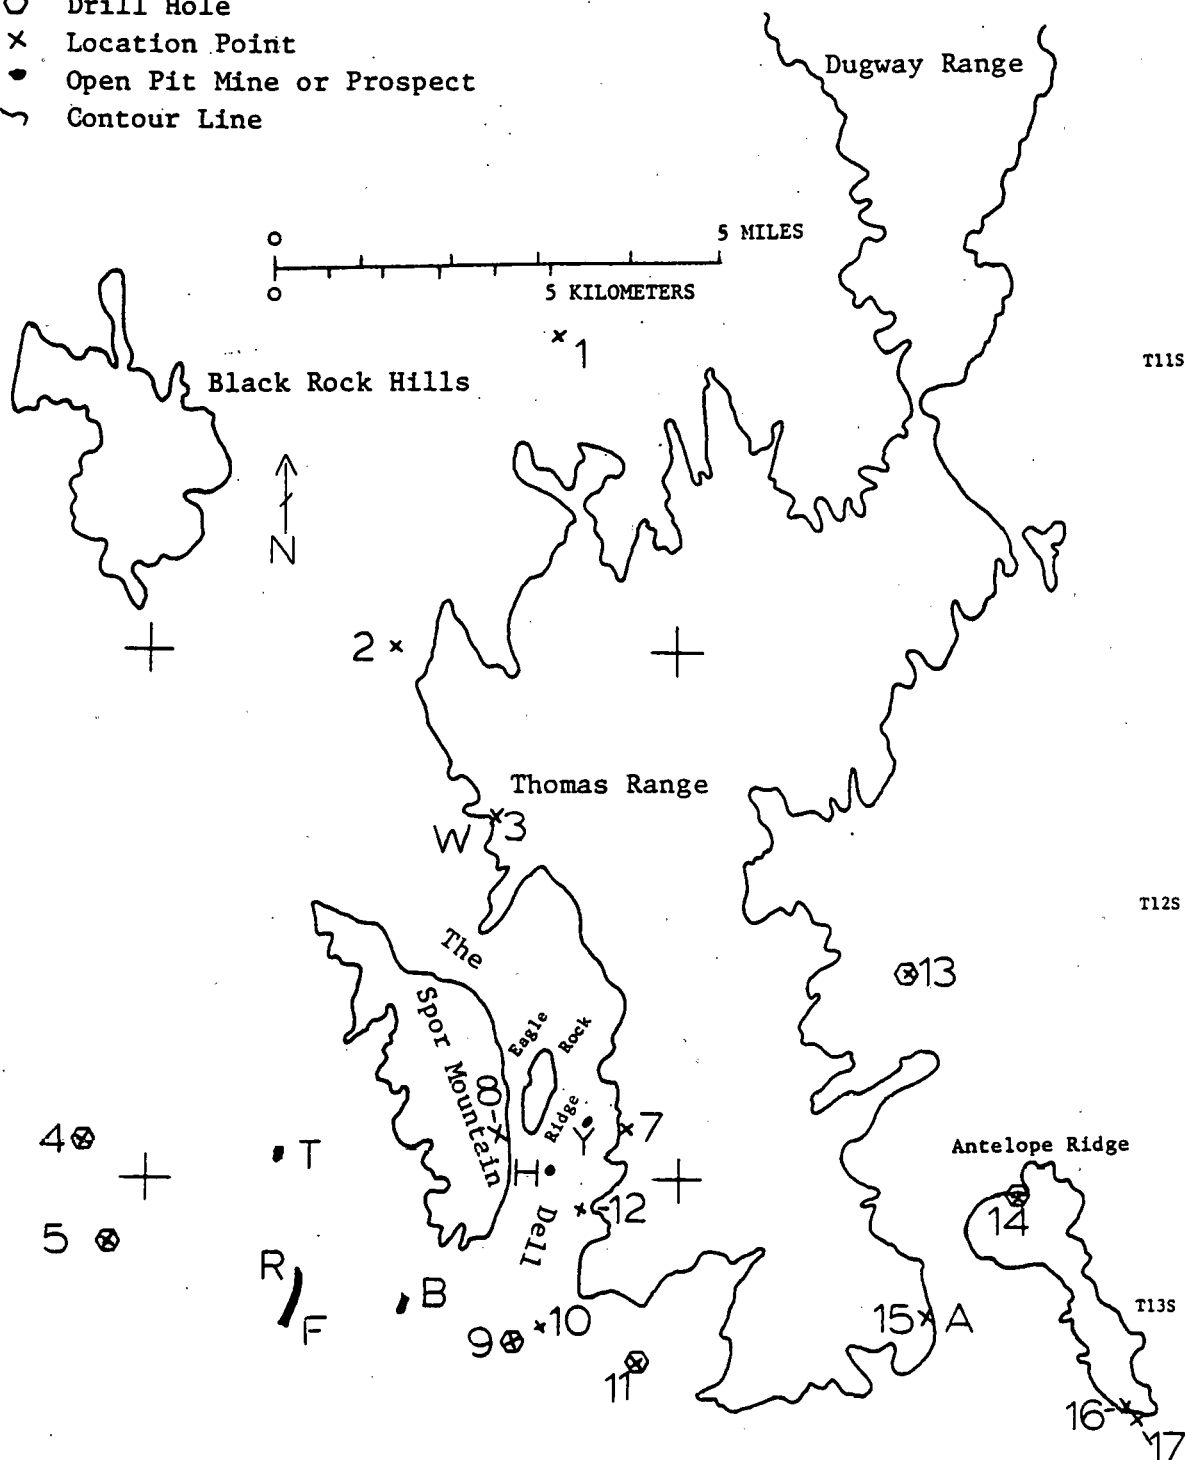 Drill Hole
Location Point
Open Pit Mine or Prospect
Contour Line
Dugway Range
0
5 MILES
0
5 KILOMETERS
1
T11S
Black Rock Hills
N
2
Thomas Range
W
3
T12S
The
13
Spor Mountain
Eagle Rock
Ridge
8
Y
7
4
T
H
Antelope Ridge
12
14
5
Dell
R
F
B
T13S
10
15
A
9
11
16
17